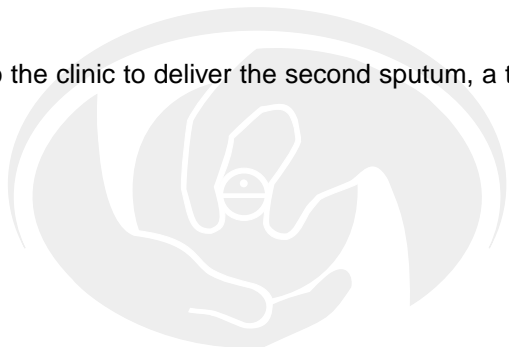 the clinic to deliver the second sputum, a